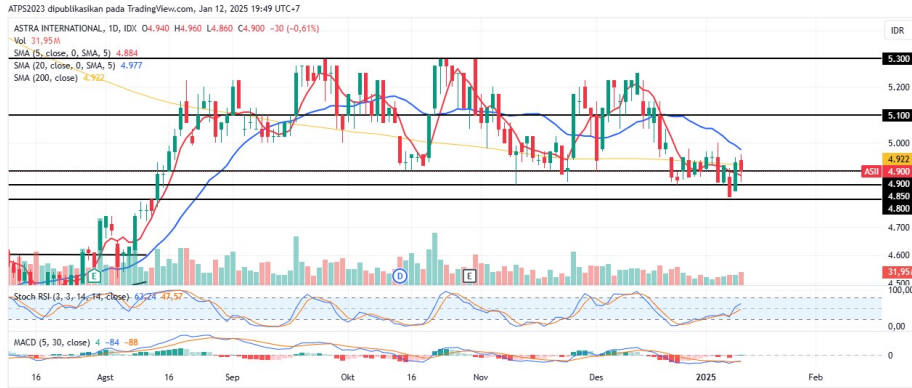 ATPS2023 dipublikasikan pada TradingView.com, Jan 12, 2025 19:49 UTC+7
ASTRA INTERNATIONAL, 1D, IDX O4.940 H4.960 L4.860 C4.900 −30 (−0,61%)
IDR
Vol 31,95M
SMA (5, close, 0, SMA, 5) 4.884
SMA (20, close, 0, SMA, 5) 4.977
SMA (200, close) 4.922
5.300
5.200
5.100
5.000
4.922
ASII 4.900
4.900
4.850
4.800
4.700
4.600
31,95M
4.500
E
D
E
Stoch RSI (3, 3, 14, 14, close) 63,24 47,57
100,00
0,00
MACD (5, 30, close) 4 −84 −88
0
16 Agst 16 Sep Okt 16 Nov Des 2025 Feb